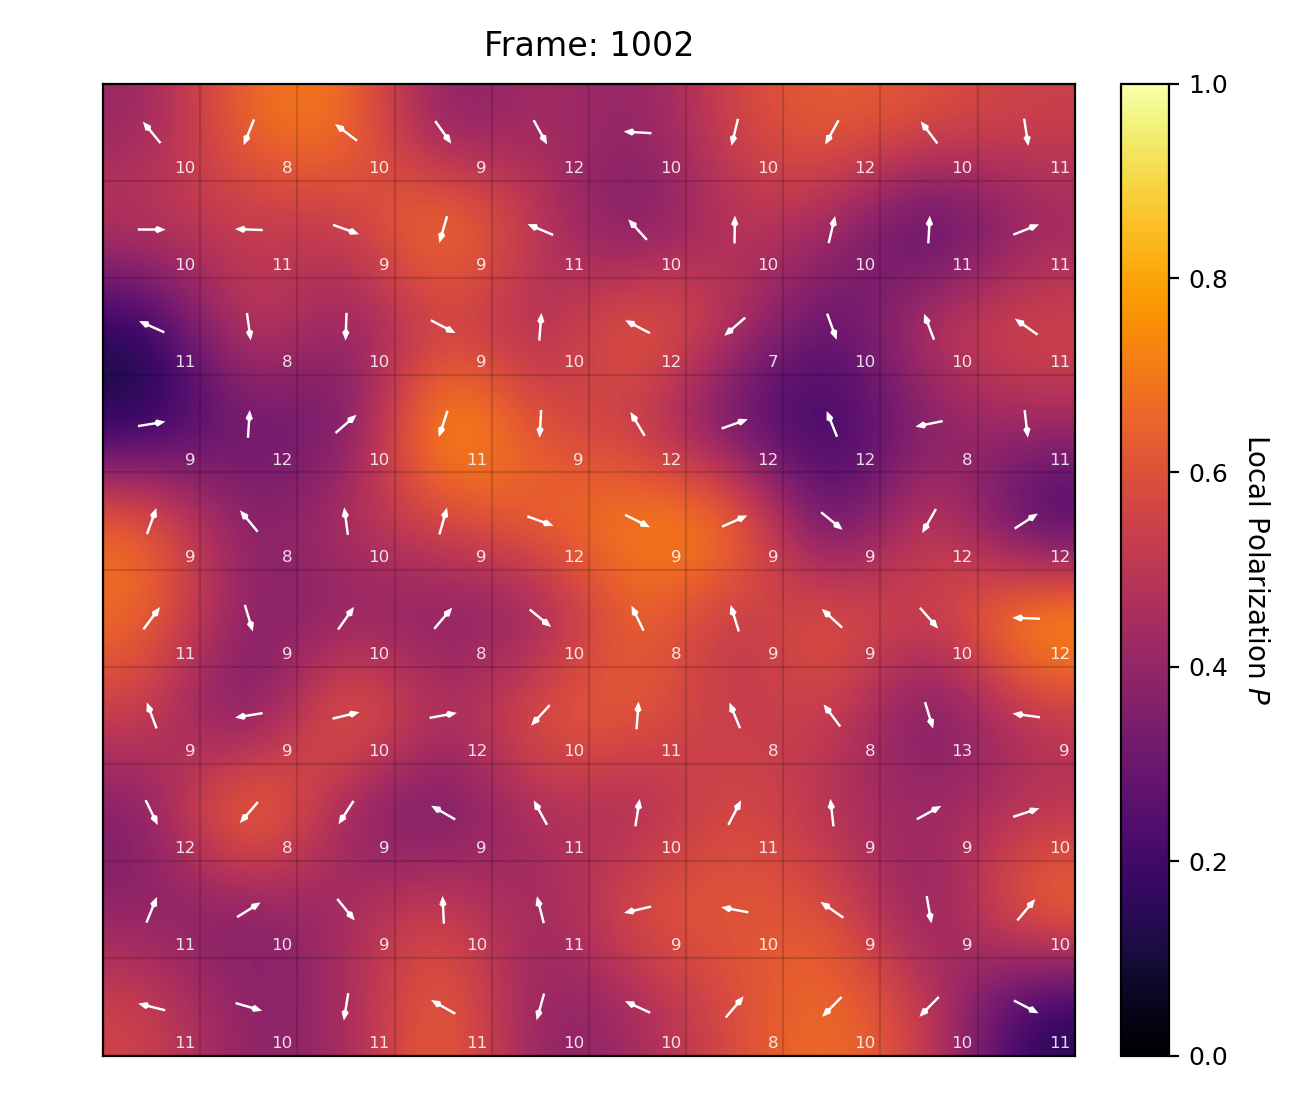 Frame: 1002
10 8 10 9 12 10 10 12 10 11
10 11 9 9 11 10 10 10 11 11
11 8 10 9 10 12 7 10 10 11
9 12 10 11 9 12 12 12 8 11
9 8 10 9 12 9 9 9 12 12
11 9 10 8 10 8 9 9 10 12
9 9 10 12 10 11 8 8 13 9
12 8 9 9 11 10 11 9 9 10
11 10 9 10 11 9 10 9 9 10
11 10 11 11 10 10 8 10 10 11
1.0
0.8
0.6
0.4
0.2
0.0
Local Polarization P